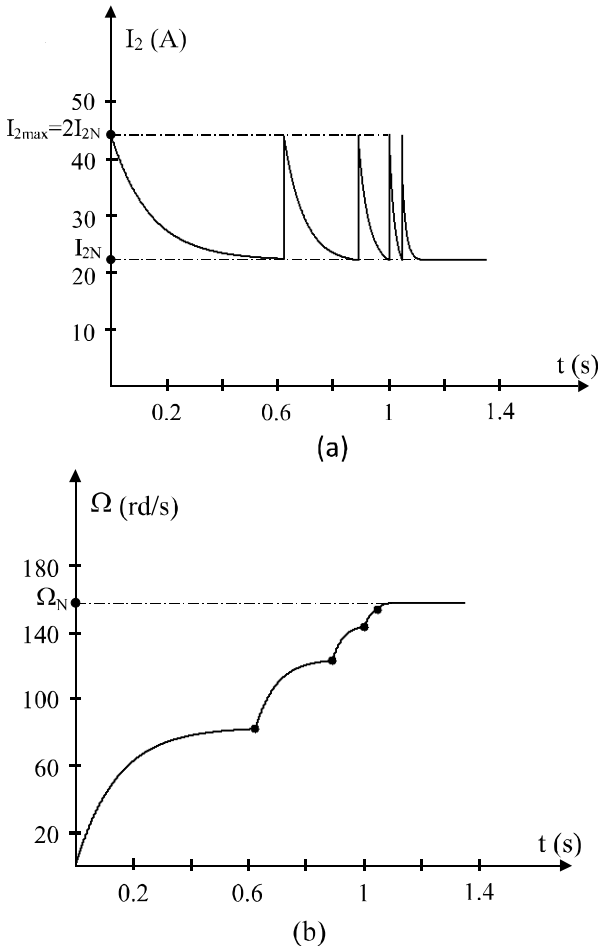 I₂ (A)
50
I₂ₘₐₓ=2I₂N
40
30
I₂N
20
10
t (s)
0.2 0.6 1 1.4
(a)
Ω (rd/s)
180
ΩN
140
100
60
20
t (s)
0.2 0.6 1 1.4
(b)